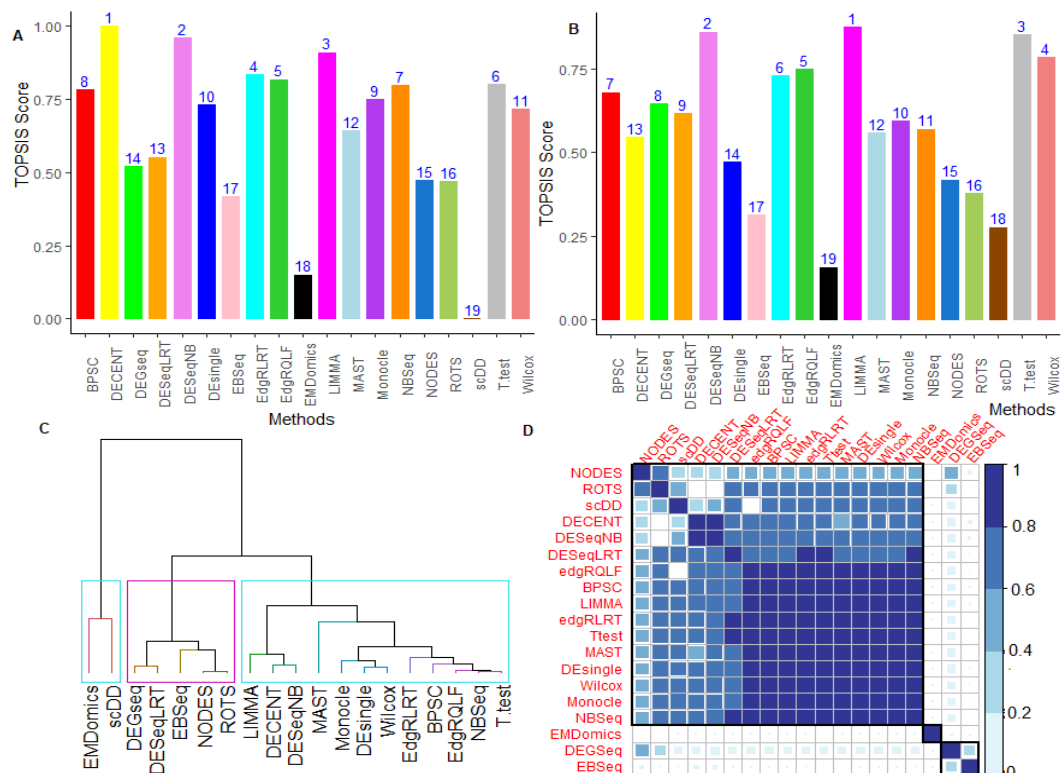 A
TOPSIS Score
1.00
0.75
0.50
0.25
0.00
8
1
14
13
2
10
17
4
5
18
3
12
9
7
15
16
19
6
11
BPSC
DECENT
DEGseq
DESeqLRT
DESeqNB
DEsingle
EBSeq
EdgRLRT
EdgRQLF
EMDomics
LIMMA
MAST
Monocle
NBSeq
NODES
ROTS
scDD
T.test
Wilcox
Methods
B
TOPSIS Score
0.75
0.50
0.25
0.00
7
13
8
9
2
14
17
6
5
19
1
12
10
11
15
16
18
3
4
BPSC
DECENT
DEGseq
DESeqLRT
DESeqNB
DEsingle
EBSeq
EdgRLRT
EdgRQLF
EMDomics
LIMMA
MAST
Monocle
NBSeq
NODES
ROTS
scDD
T.test
Wilcox
Methods
C
EMDomics
scDD
DEGseq
DESeqLRT
EBSeq
NODES
ROTS
LIMMA
DECENT
DESeqNB
MAST
Monocle
DEsingle
Wilcox
EdgRLRT
BPSC
EdgRQLF
NBSeq
T.test
D
NODES
ROTS
scDD
DECENT
DESeqNB
DESeqLRT
edgRQLF
BPSC
LIMMA
edgRLRT
Ttest
MAST
DEsingle
Wilcox
Monocle
NBSeq
EMDomics
DEGSeq
EBSeq
NODES
ROTS
scDD
DECENT
DESeqNB
DESeqLRT
edgRQLF
BPSC
LIMMA
edgRLRT
Ttest
MAST
DEsingle
Wilcox
Monocle
NBSeq
EMDomics
DEGSeq
EBSeq
1
0.8
0.6
0.4
0.2
0